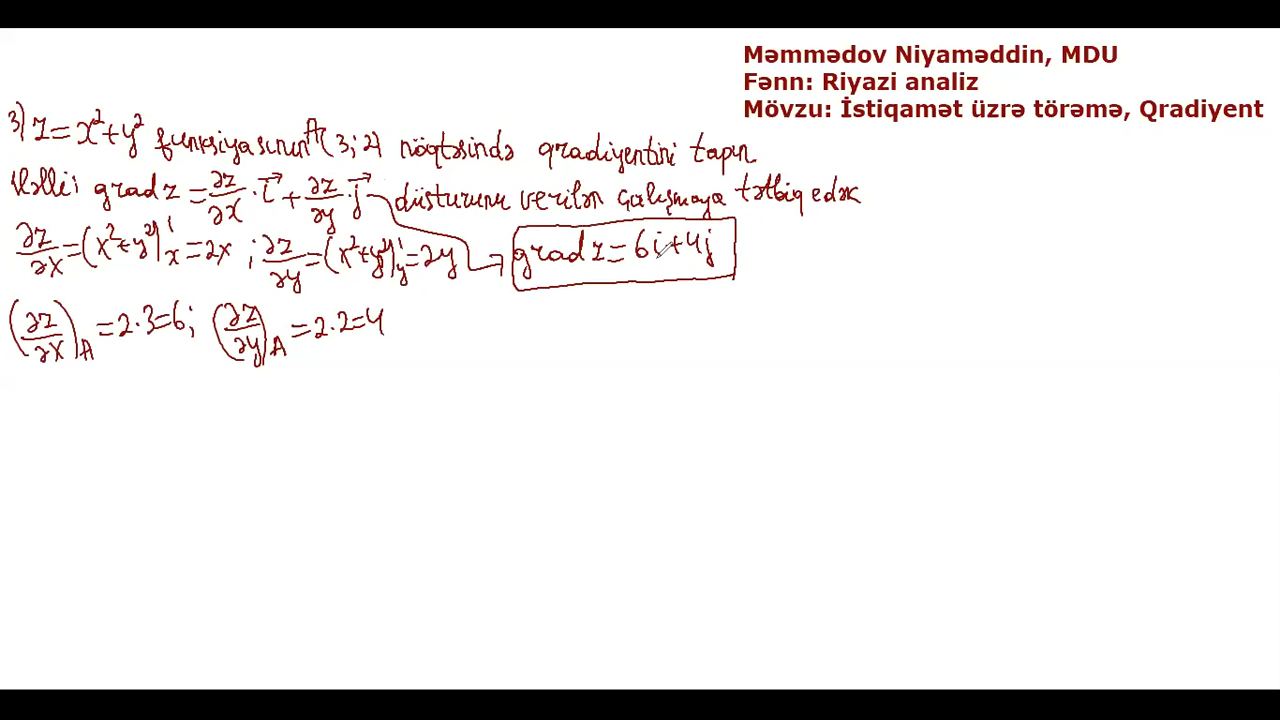 Məmmədov Niyaməddin, MDU
Fənn: Riyazi analiz
Mövzu: İstiqamət üzrə törəmə, Qradiyent
3) z=x²+y² funksiyasının A(3;2) nöqtəsində qradiyentini tapın
Həlli: grad z = ∂z/∂x · i⃗ + ∂z/∂y · j⃗ düsturunu verilən çalışmaya tətbiq edək
∂z/∂x = (x²+y²)'ₓ = 2x ; ∂z/∂y = (x²+y²)'y = 2y → grad z = 6i+4j
(∂z/∂x)A = 2·3=6; (∂z/∂y)A = 2·2=4